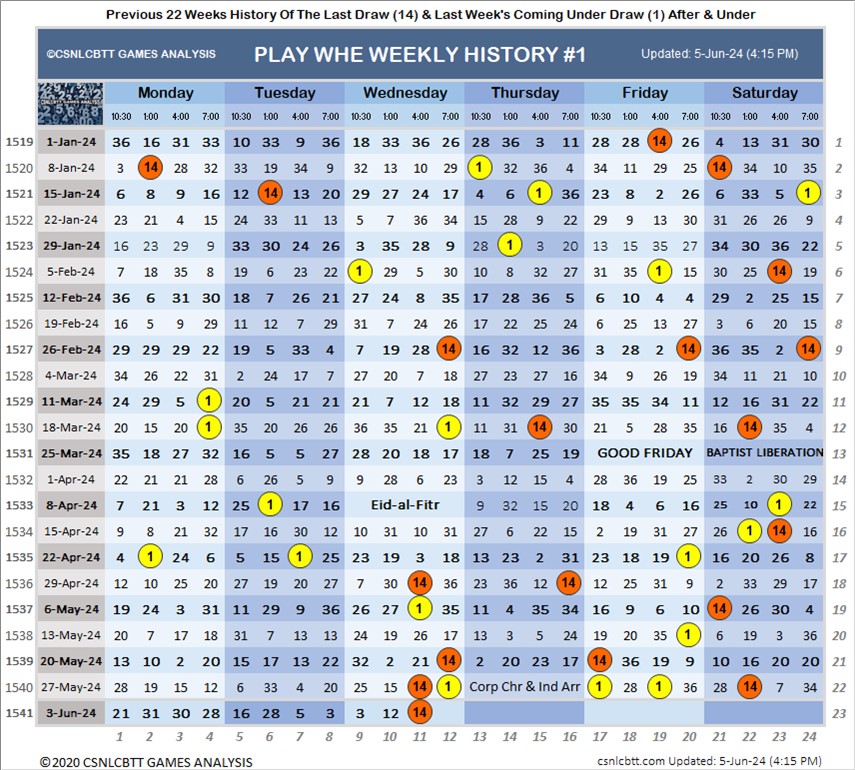 Previous 22 Weeks History Of The Last Draw (14) & Last Week's Coming Under Draw (1) After & Under
©CSNLCBTT GAMES ANALYSIS PLAY WHE WEEKLY HISTORY #1 Updated: 5-Jun-24 (4:15 PM)
Monday Tuesday Wednesday Thursday Friday Saturday
10:30 1:00 4:00 7:00 10:30 1:00 4:00 7:00 10:30 1:00 4:00 7:00 10:30 1:00 4:00 7:00 10:30 1:00 4:00 7:00 10:30 1:00 4:00 7:00
1519 1-Jan-24 36 16 31 33 10 33 9 36 18 33 36 26 28 36 3 11 28 28 14 26 4 13 31 30 1
1520 8-Jan-24 3 14 28 32 33 19 34 9 32 13 10 29 1 32 36 4 34 11 29 25 14 34 10 25 2
1521 15-Jan-24 6 8 9 16 12 14 13 20 29 27 24 17 4 6 1 36 23 8 2 26 6 33 5 1 3
1522 22-Jan-24 23 21 4 15 24 33 11 13 5 7 36 34 15 28 9 22 29 9 13 30 31 26 26 9 4
1523 29-Jan-24 16 23 29 9 33 30 24 26 3 35 28 9 28 1 3 20 13 15 35 27 34 30 36 22 5
1524 5-Feb-24 7 18 35 8 19 6 23 22 1 29 5 30 10 8 32 27 31 35 1 15 30 25 14 19 6
1525 12-Feb-24 36 6 31 30 18 7 26 21 27 24 8 35 17 28 36 5 6 10 4 4 29 2 25 15 7
1526 19-Feb-24 16 5 9 29 11 12 7 29 31 7 24 26 17 22 25 24 6 25 13 27 3 6 20 15 8
1527 26-Feb-24 29 29 29 22 19 5 33 4 7 19 28 14 16 32 12 36 3 28 2 14 36 35 2 14 9
1528 4-Mar-24 34 26 22 31 2 24 17 7 27 20 7 18 27 23 27 16 34 9 26 19 34 11 21 10 10
1529 11-Mar-24 24 29 5 1 20 5 21 21 21 7 12 18 11 32 29 27 35 35 34 11 12 16 31 22 11
1530 18-Mar-24 20 15 20 1 35 20 26 26 36 35 21 1 11 31 14 30 21 5 28 35 22 14 35 4 12
1531 25-Mar-24 35 18 27 32 16 5 5 27 28 20 18 17 18 7 25 19 GOOD FRIDAY BAPTIST LIBERATION 13
1532 1-Apr-24 22 21 21 28 6 26 5 9 9 28 6 23 2 31 3 29 14 29 21 25 33 2 30 29 14
1533 8-Apr-24 7 21 3 12 25 1 17 16 Eid-al-Fitr 9 32 15 20 18 4 6 16 25 10 1 22 15
1534 15-Apr-24 9 8 21 32 17 16 30 12 10 31 10 31 27 6 22 15 2 19 31 27 26 1 14 26 16
1535 22-Apr-24 4 1 24 6 5 15 1 5 23 19 3 18 13 23 2 31 23 18 19 1 16 20 26 8 17
1536 29-Apr-24 12 10 25 20 27 19 20 27 7 30 14 36 23 36 12 14 12 25 31 9 2 33 29 17 18
1537 6-May-24 19 24 3 31 11 29 9 36 26 27 1 35 11 4 35 34 16 9 6 10 14 26 30 4 19
1538 13-May-24 20 7 17 18 31 7 13 13 24 19 26 17 13 3 5 24 19 20 35 1 6 19 3 36 20
1539 20-May-24 13 10 2 20 15 17 13 22 32 2 21 14 2 20 23 17 14 36 19 9 10 16 20 20 21
1540 27-May-24 28 19 15 12 6 33 4 20 25 15 14 1 Corp Chr & Ind Arr 1 28 1 36 28 14 7 34 22
1541 3-Jun-24 21 31 30 28 16 28 5 3 3 12 14 23
1 2 3 4 5 6 7 8 9 10 11 12 13 14 15 16 17 18 19 20 21 22 23 24
©2020 CSNLCBTT GAMES ANALYSIS csnlcbtt.com Updated: 5-Jun-24 (4:15 PM)